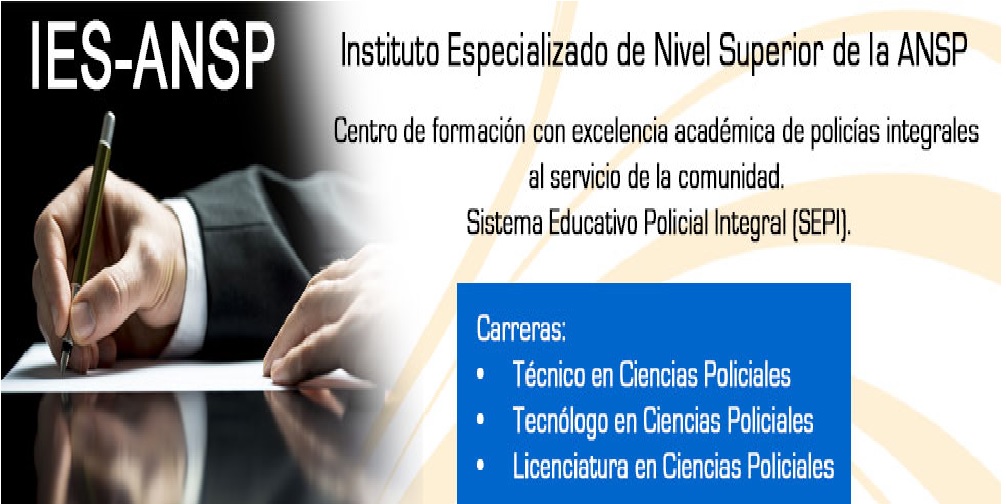 IES-ANSP
Instituto Especializado de Nivel Superior de la ANSP
Centro de formación con excelencia académica de policías integrales
al servicio de la comunidad.
Sistema Educativo Policial Integral (SEPI).
Carreras:
• Técnico en Ciencias Policiales
• Tecnólogo en Ciencias Policiales
• Licenciatura en Ciencias Policiales